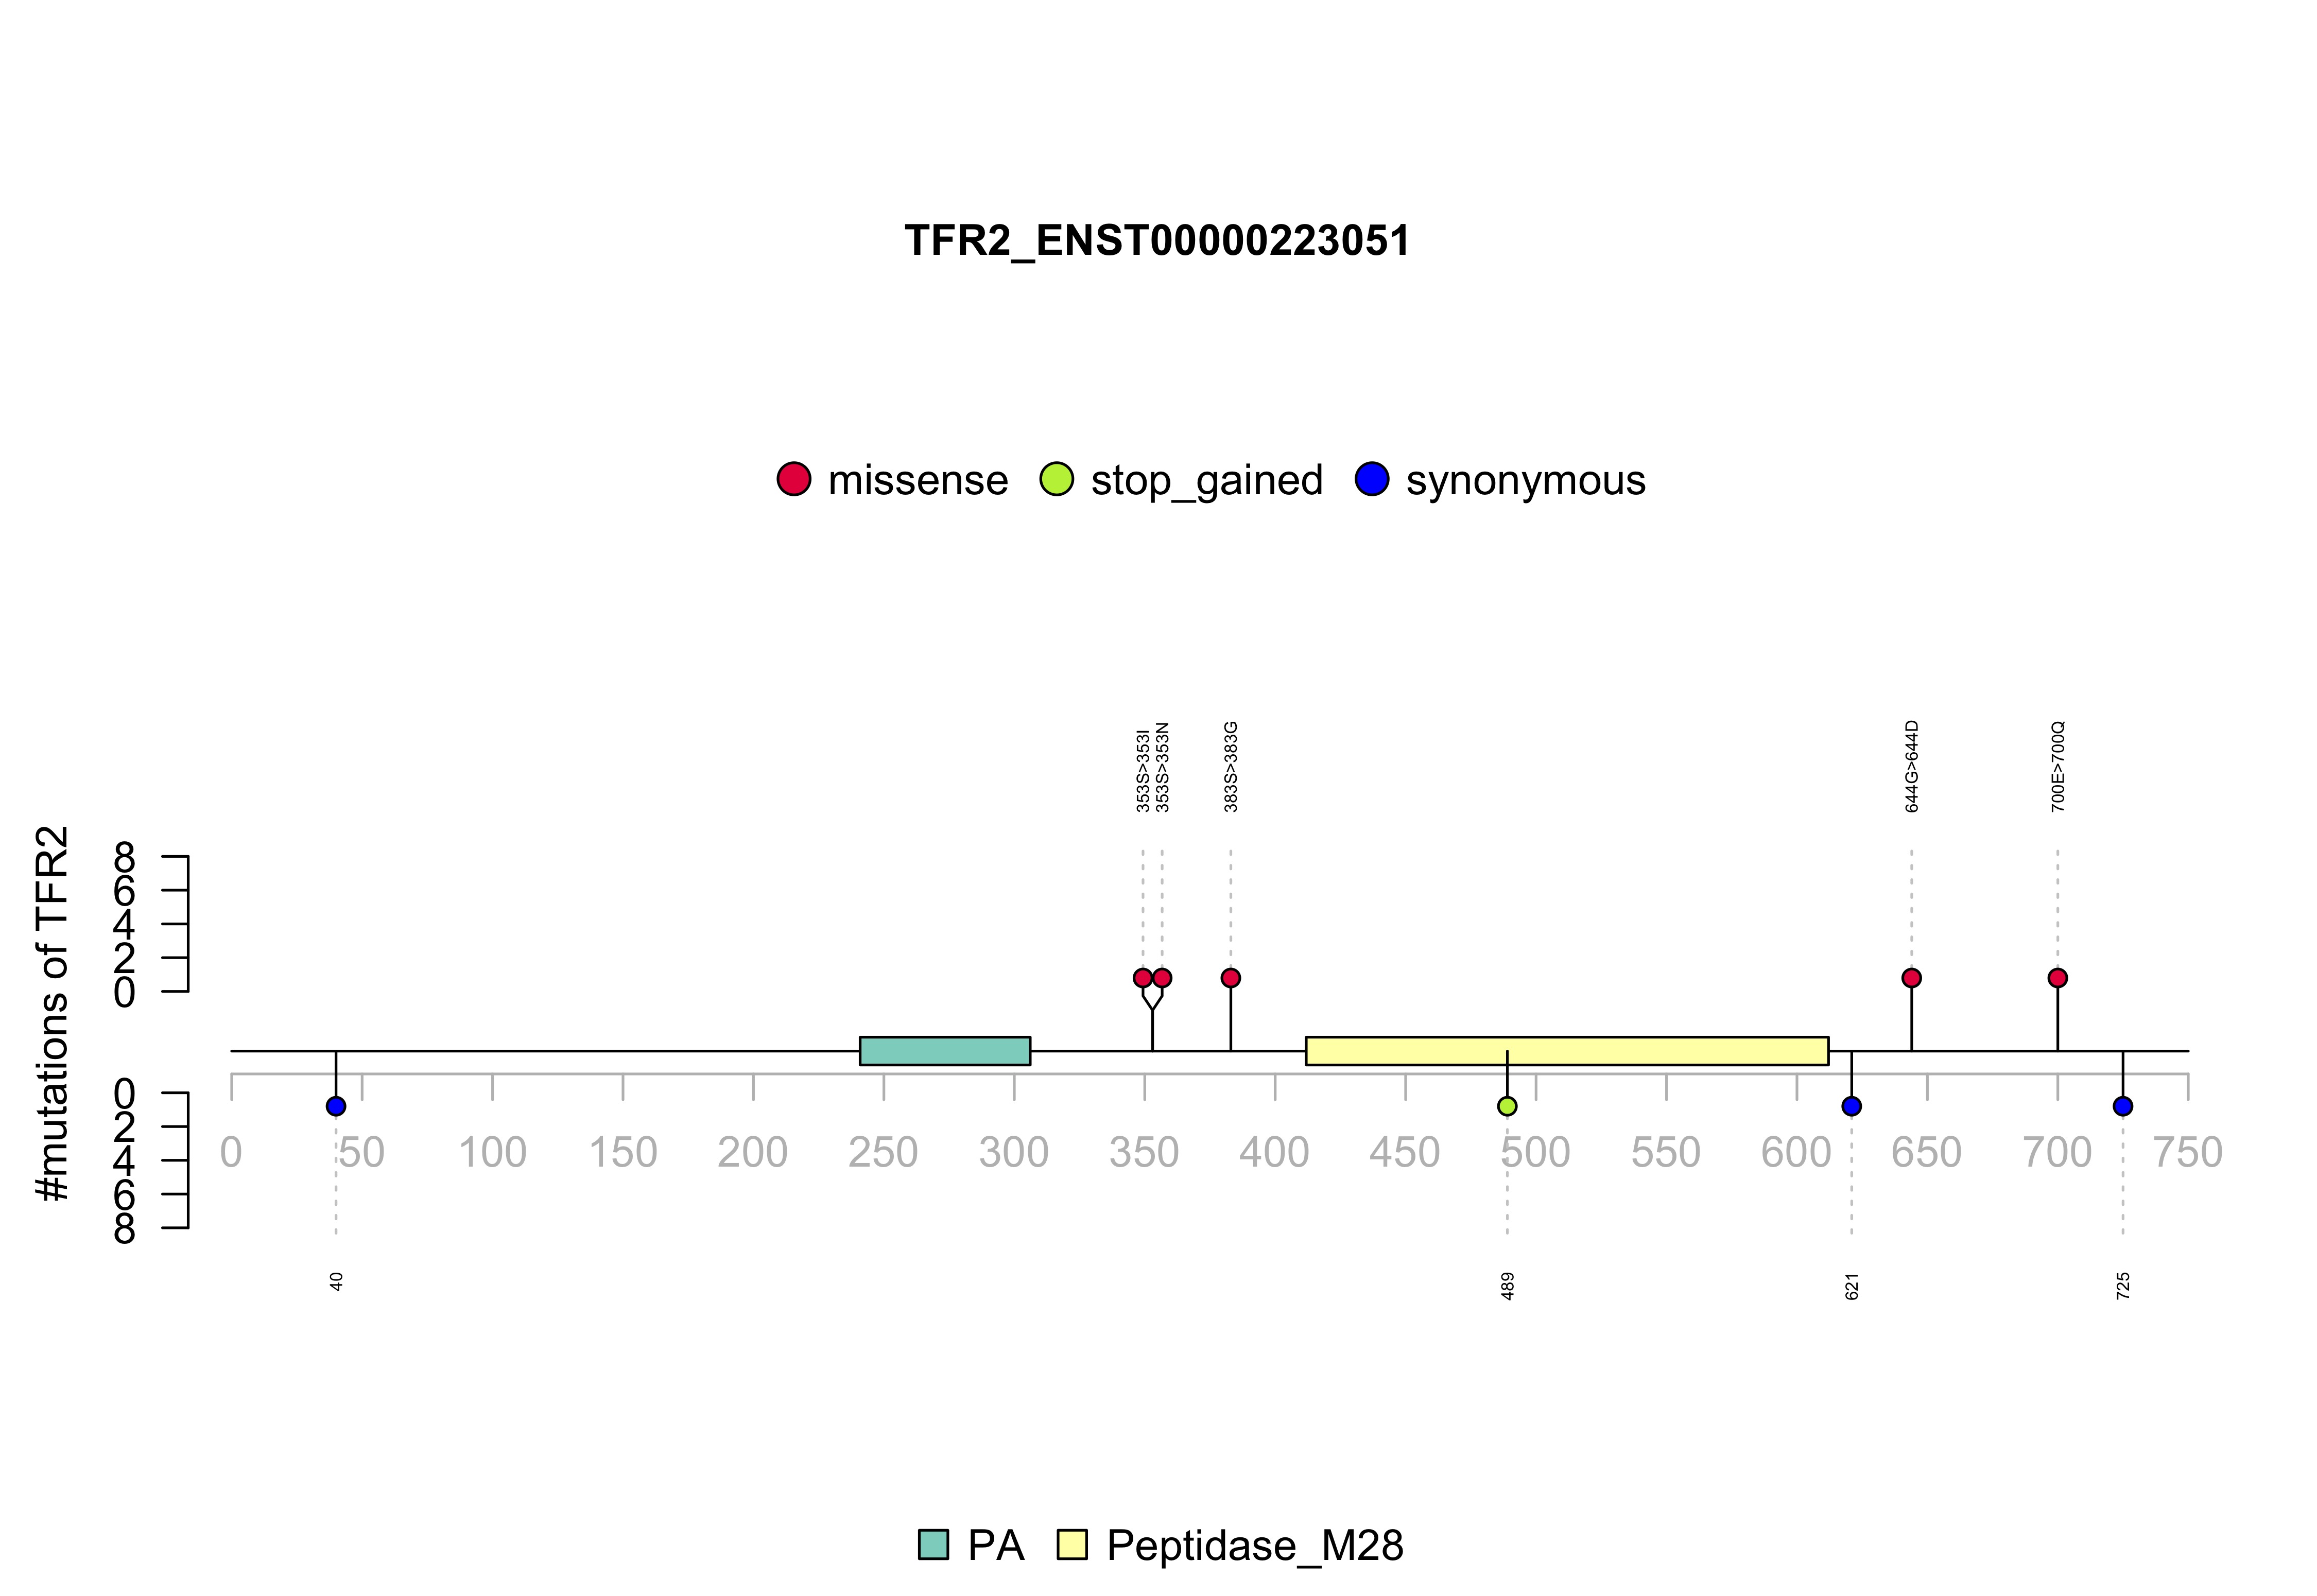 TFR2_ENST00000223051
missense stop_gained synonymous
353S>353I
353S>353N
383S>383G
644G>644D
700E>700Q
#mutations of TFR2
8
6
4
2
0
0
2
4
6
8
0 50 100 150 200 250 300 350 400 450 500 550 600 650 700 750
40
489
621
725
PA Peptidase_M28